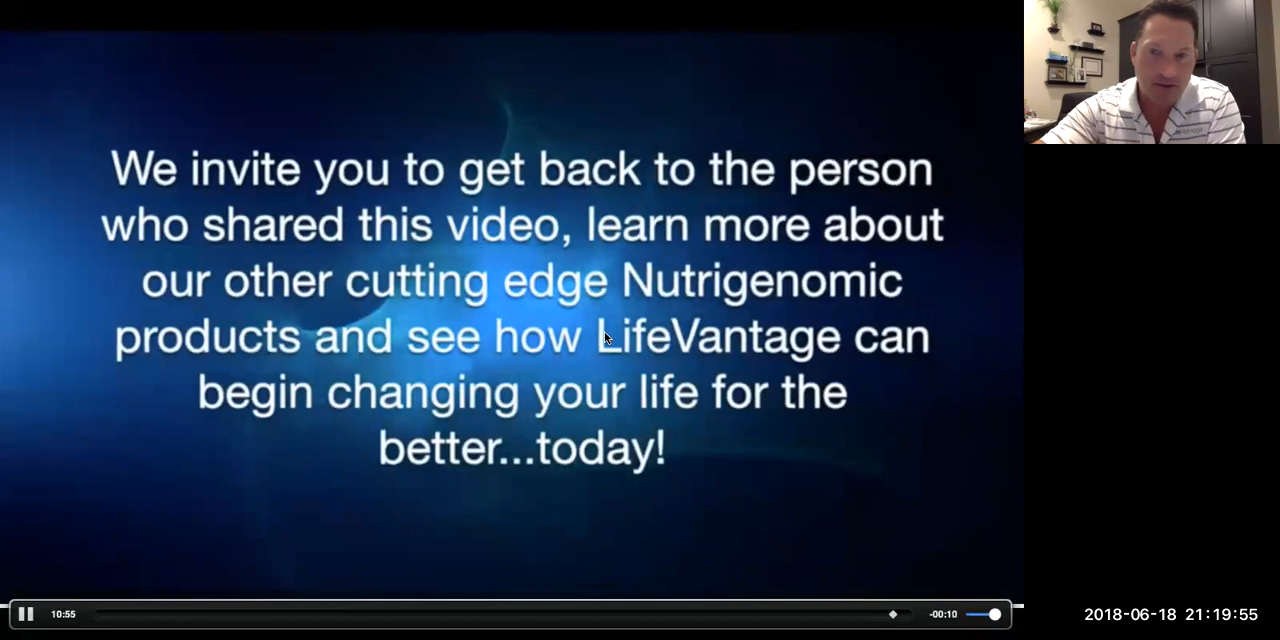 We invite you to get back to the person
who shared this video, learn more about
our other cutting edge Nutrigenomic
products and see how LifeVantage can
begin changing your life for the
better...today!
10:55
-00:10
2018-06-18 21:19:55